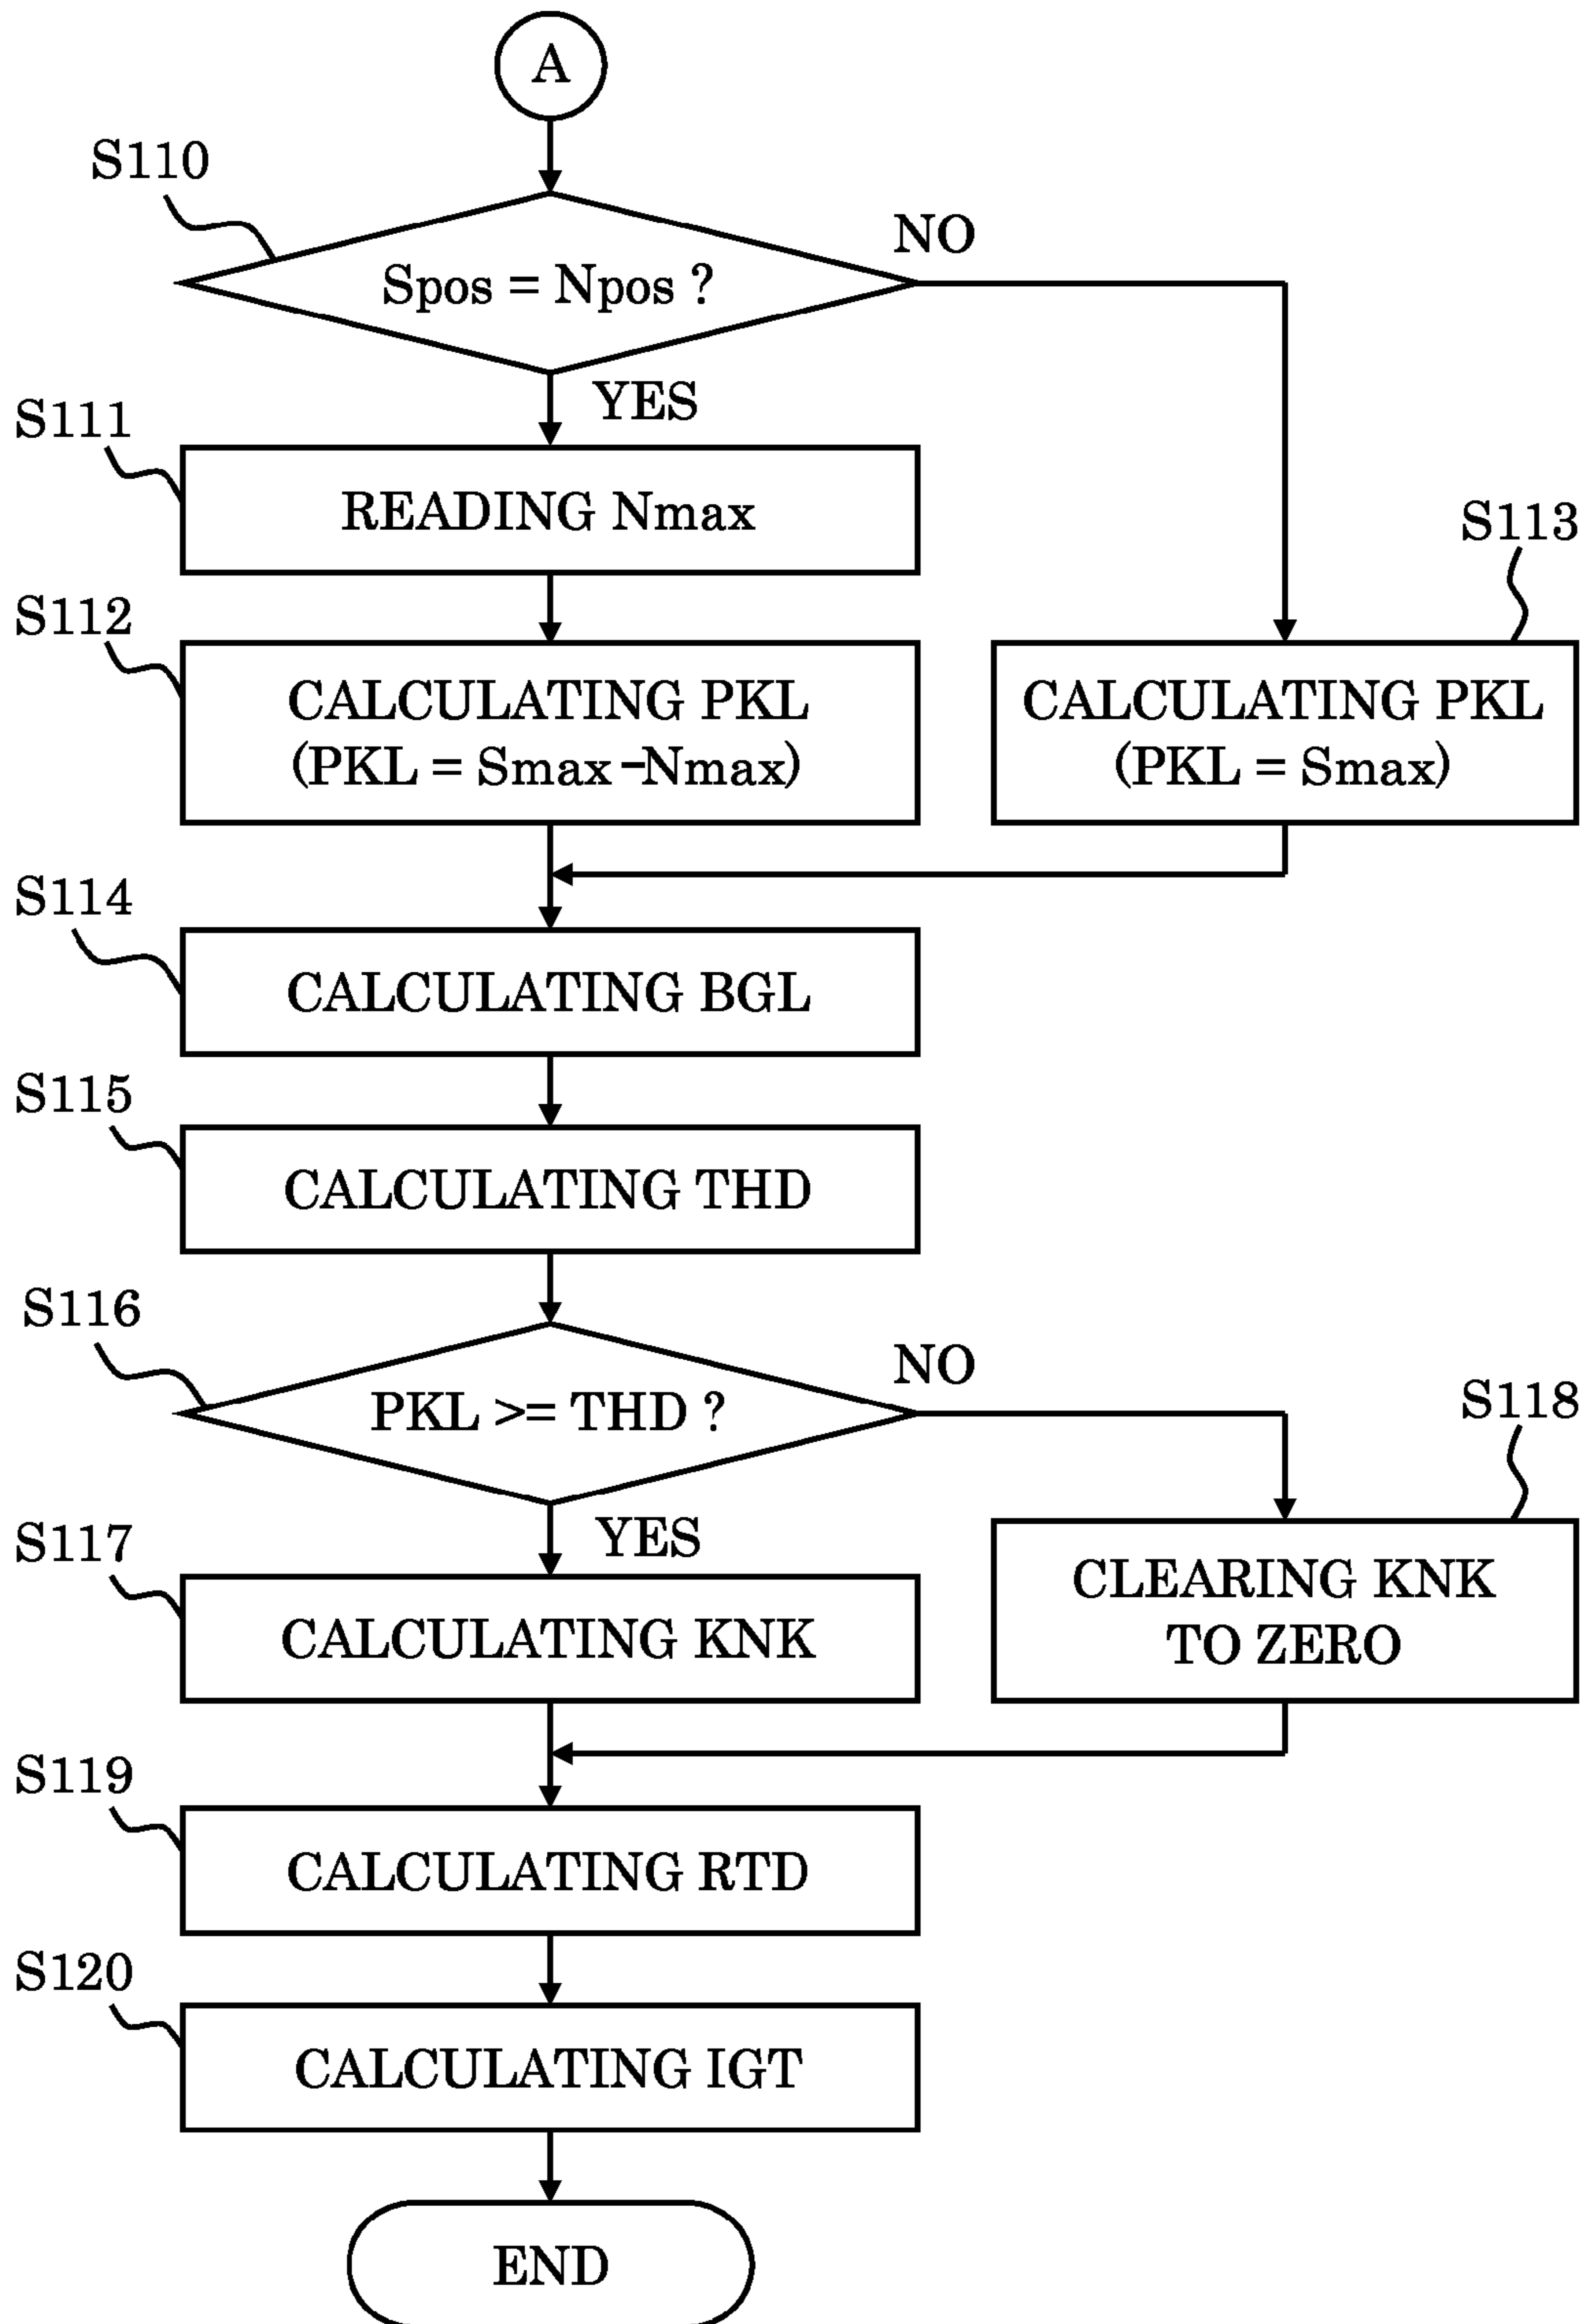 A
S110
NO
Spos = Npos ?
YES
S111
READING Nmax
S113
S112
CALCULATING PKL
(PKL = Smax-Nmax)
CALCULATING PKL
(PKL = Smax)
S114
CALCULATING BGL
S115
CALCULATING THD
S116
NO
PKL >= THD ?
S118
YES
S117
CALCULATING KNK
CLEARING KNK
TO ZERO
S119
CALCULATING RTD
S120
CALCULATING IGT
END